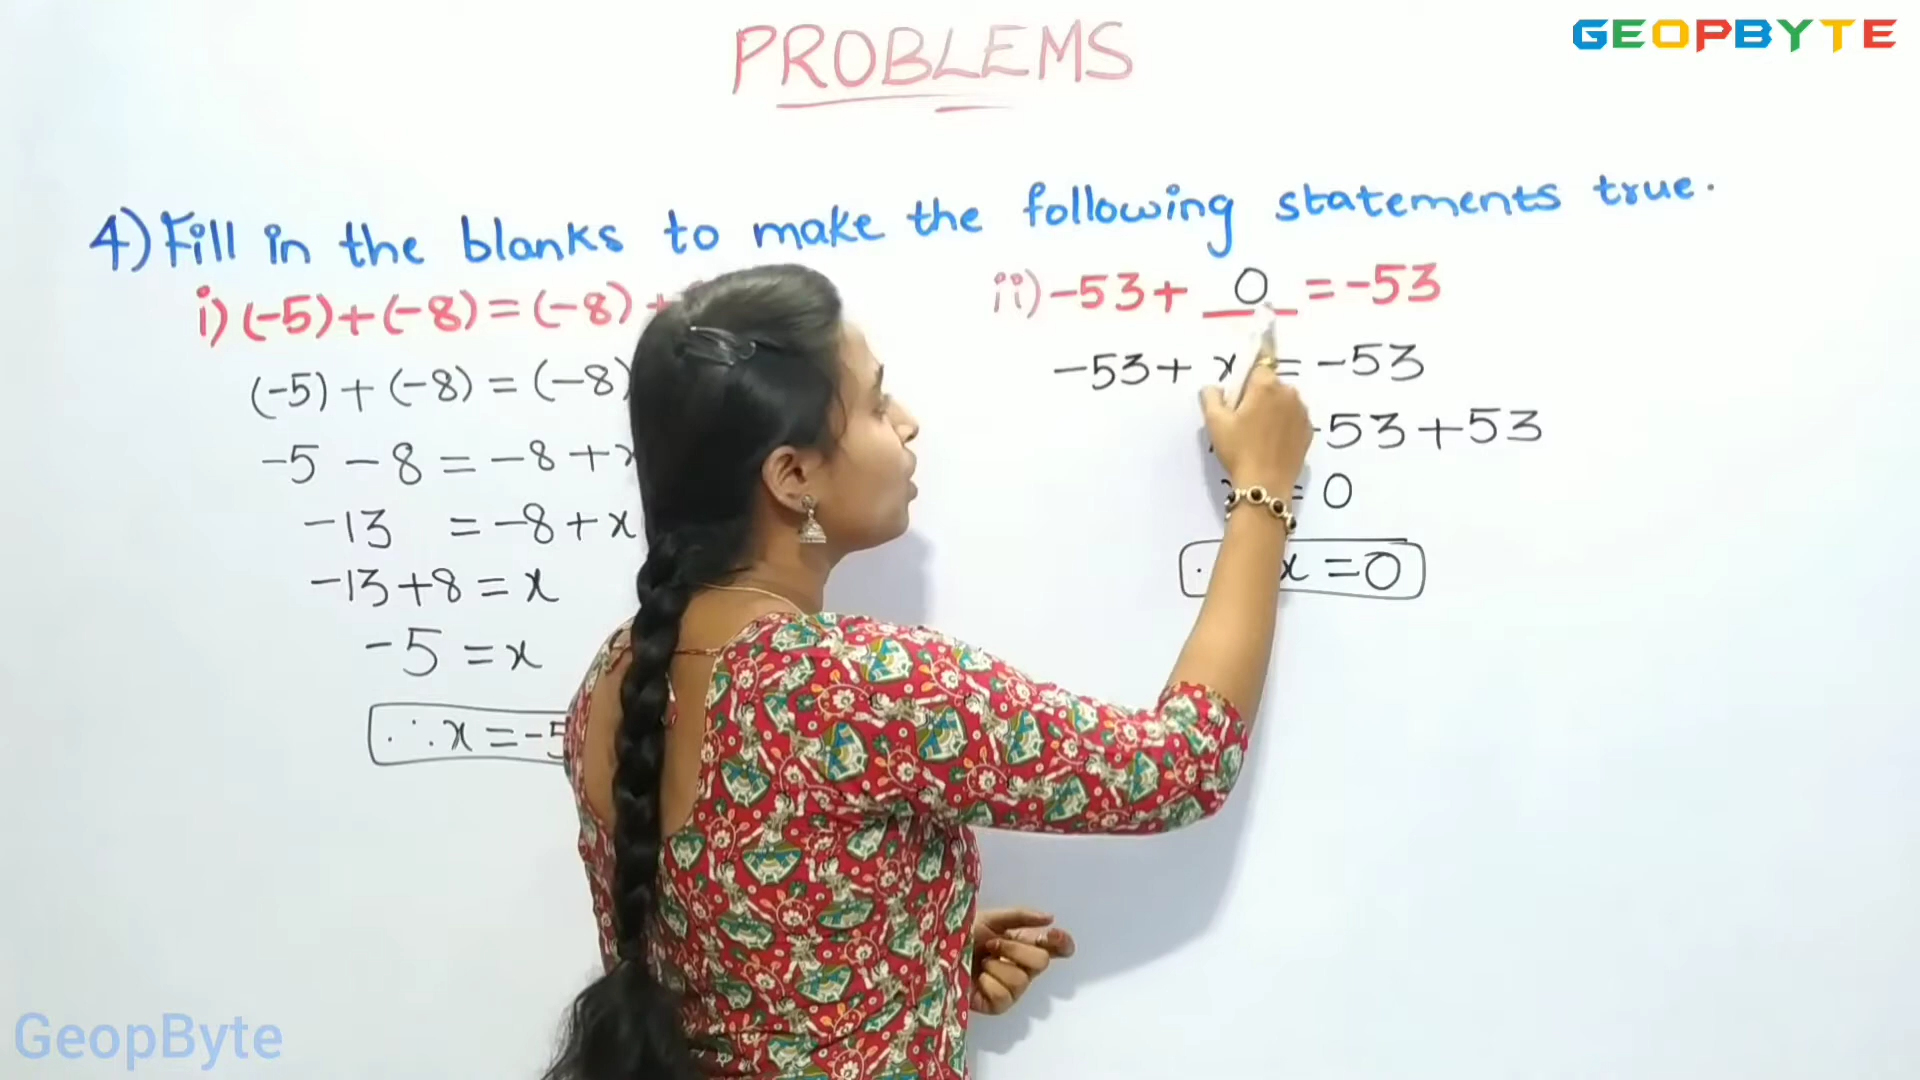 PROBLEMS
GEOPBYTE
4) Fill in the blanks to make the following statements true.
i) (-5)+(-8)=(-8)+
(-5)+(-8)=(-8)
-5 -8 = -8+x
-13 = -8+x
-13+8 = x
-5 = x
∴x=-5
ii) -53+ 0 = -53
-53+ x = -53
-53+53
= 0
x=0
GeopByte